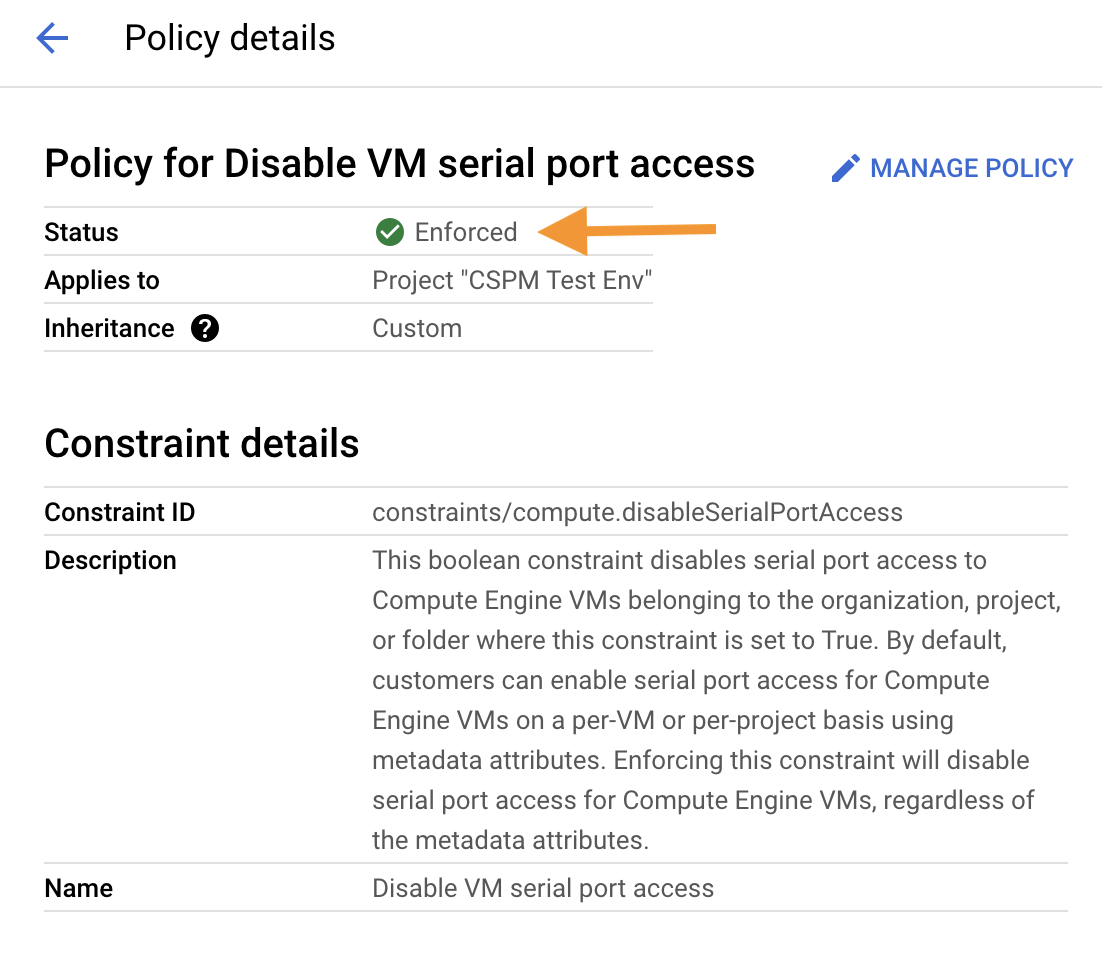 Policy details
Policy for Disable VM serial port access
MANAGE POLICY
Status Enforced
Applies to Project "CSPM Test Env"
Inheritance ? Custom
Constraint details
Constraint ID constraints/compute.disableSerialPortAccess
Description This boolean constraint disables serial port access to
Compute Engine VMs belonging to the organization, project,
or folder where this constraint is set to True. By default,
customers can enable serial port access for Compute
Engine VMs on a per-VM or per-project basis using
metadata attributes. Enforcing this constraint will disable
serial port access for Compute Engine VMs, regardless of
the metadata attributes.
Name Disable VM serial port access